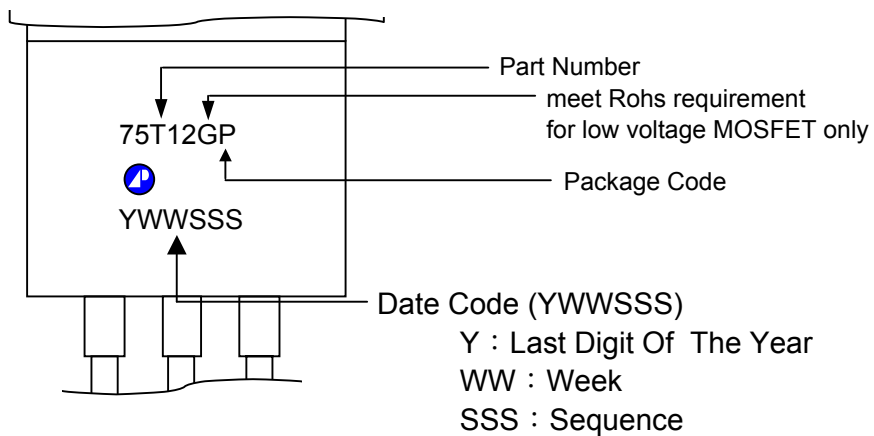 Part Number
meet Rohs requirement
for low voltage MOSFET only
75T12GP
Package Code
YWWSSS
Date Code (YWWSSS)
Y：Last Digit Of The Year
WW：Week
SSS：Sequence